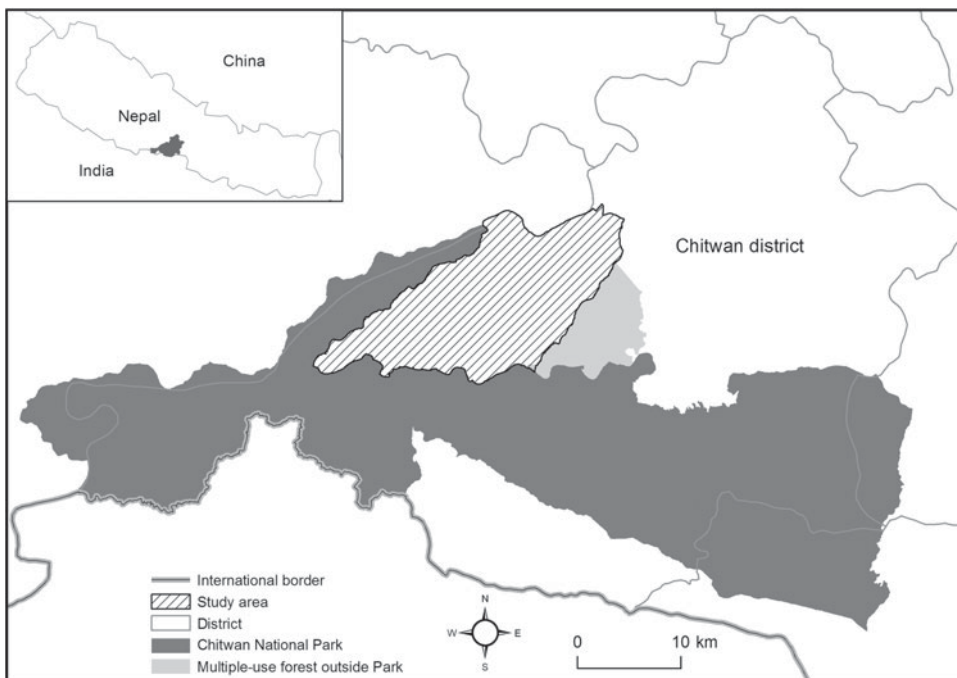 China
Nepal
India
Chitwan district
International border
Study area
District
Chitwan National Park
Multiple-use forest outside Park
N
W E
S
0 10 km